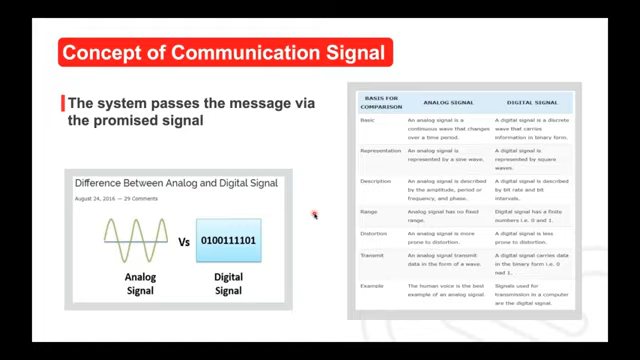 Concept of Communication Signal
The system passes the message via
the promised signal
Difference Between Analog and Digital Signal
August 24, 2016 — 29 Comments
Vs
0100111101
Analog
Signal
Digital
Signal
BASIS FOR
COMPARISON
ANALOG SIGNAL
DIGITAL SIGNAL
Basic
An analog signal is a
continuous wave that changes
over a time period.
A digital signal is a discrete
wave that carries
information in binary form.
Representation
An analog signal is
represented by a sine wave.
A digital signal is
represented by square
waves.
Description
An analog signal is described
by the amplitude, period or
frequency, and phase.
A digital signal is described
by bit rate and bit
intervals.
Range
Analog signal has no fixed
range.
Digital signal has a finite
numbers i.e. 0 and 1.
Distortion
An analog signal is more
prone to distortion.
A digital signal is less
prone to distortion.
Transmit
An analog signal transmit
data in the form of a wave.
A digital signal carries data
in the binary form i.e. 0
nad 1.
Example
The human voice is the best
example of an analog signal.
Signals used for
transmission in a computer
are the digital signal.